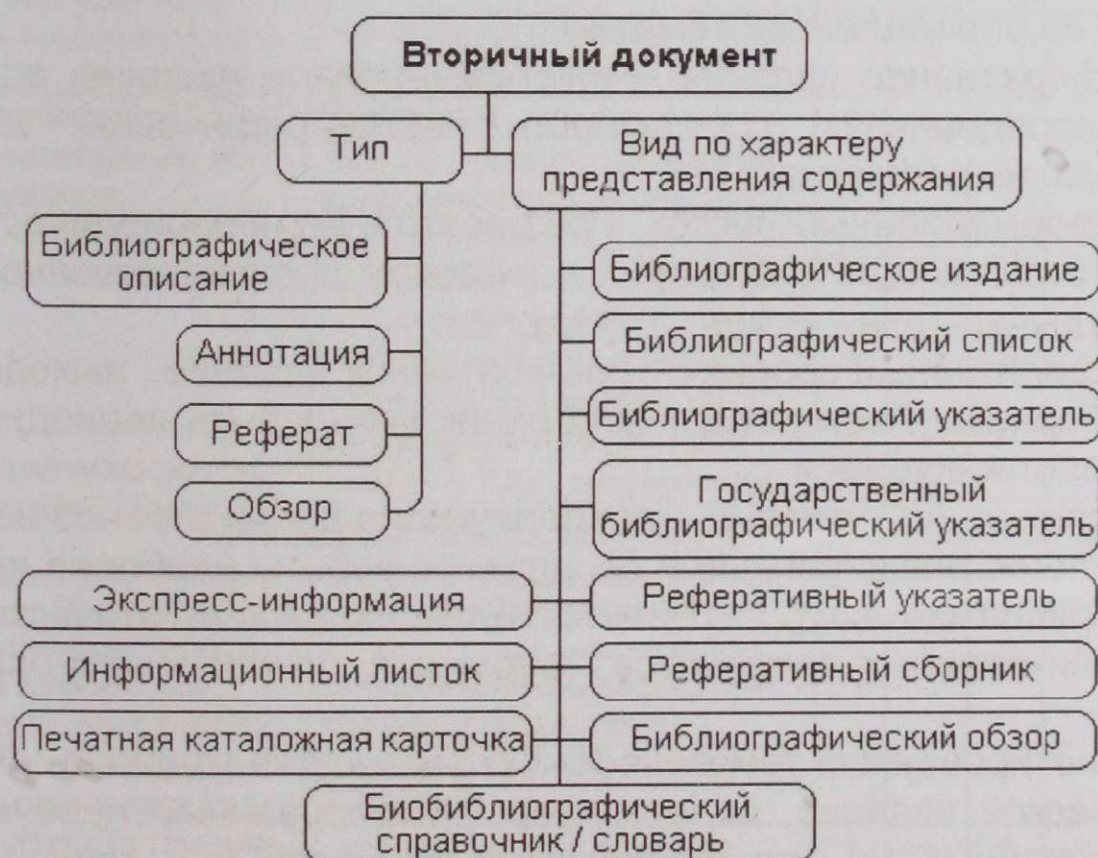 Вторичный документ
Тип
Вид по характеру
представления содержания
Библиографическое
описание
Аннотация
Реферат
Обзор
Библиографическое издание
Библиографический список
Библиографический указатель
Государственный
библиографический указатель
Экспресс-информация
Реферативный указатель
Информационный листок
Реферативный сборник
Печатная каталожная карточка
Библиографический обзор
Биобиблиографический
справочник / словарь